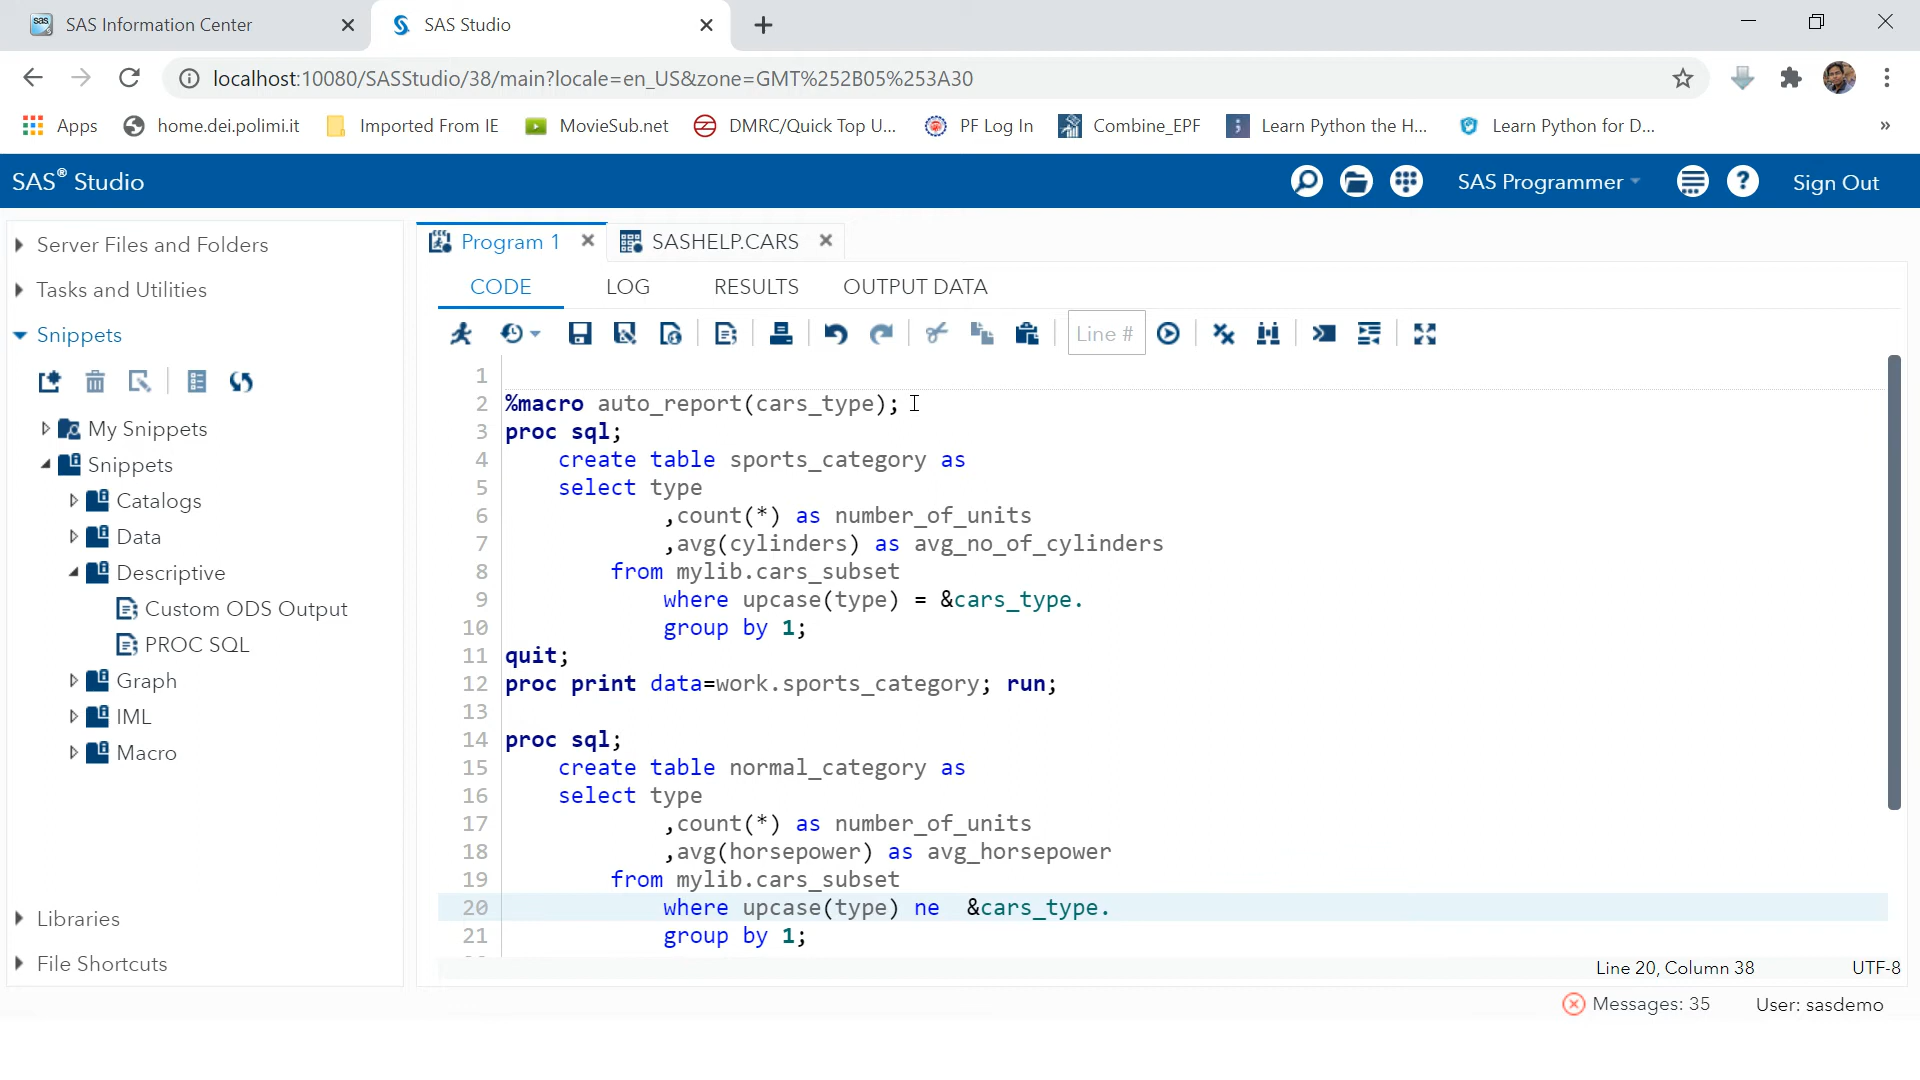 SAS Information Center
SAS Studio
localhost:10080/SASStudio/38/main?locale=en_US&zone=GMT%252B05%253A30
Apps
home.dei.polimi.it
Imported From IE
MovieSub.net
DMRC/Quick Top U...
PF Log In
Combine_EPF
Learn Python the H...
Learn Python for D...
»
SAS® Studio
SAS Programmer
Sign Out
Server Files and Folders
Tasks and Utilities
Snippets
My Snippets
Snippets
Catalogs
Data
Descriptive
Custom ODS Output
PROC SQL
Graph
IML
Macro
Libraries
File Shortcuts
Program 1
SASHELP.CARS
CODE
LOG
RESULTS
OUTPUT DATA
Line #
1
2 %macro auto_report(cars_type);
3 proc sql;
4 create table sports_category as
5 select type
6 ,count(*) as number_of_units
7 ,avg(cylinders) as avg_no_of_cylinders
8 from mylib.cars_subset
9 where upcase(type) = &cars_type.
10 group by 1;
11 quit;
12 proc print data=work.sports_category; run;
13
14 proc sql;
15 create table normal_category as
16 select type
17 ,count(*) as number_of_units
18 ,avg(horsepower) as avg_horsepower
19 from mylib.cars_subset
20 where upcase(type) ne  &cars_type.
21 group by 1;
Line 20, Column 38
UTF-8
Messages: 35
User: sasdemo